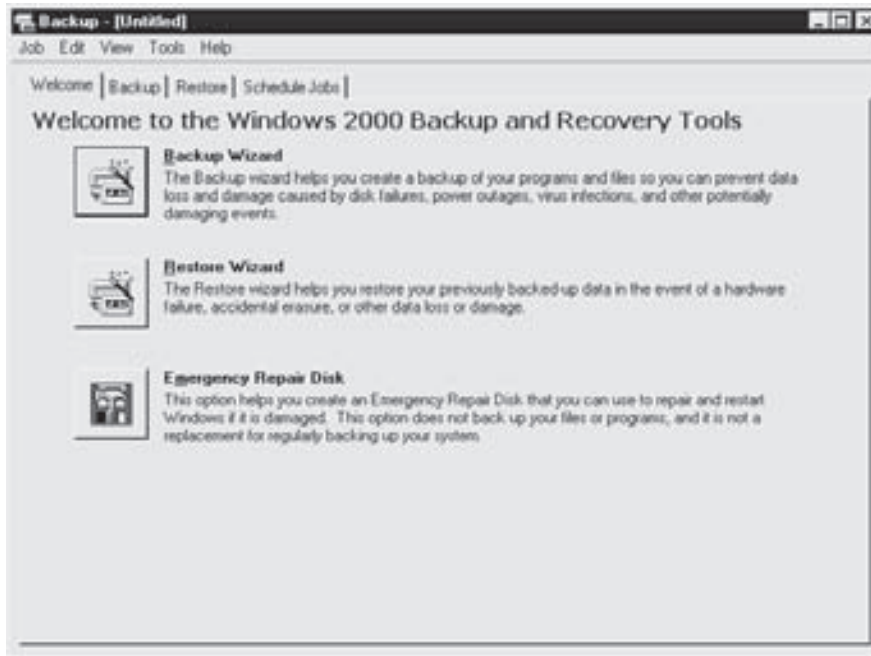 Backup - [Untitled]
Job Edit View Tools Help
Welcome Backup Restore Schedule Jobs
Welcome to the Windows 2000 Backup and Recovery Tools
Backup Wizard
The Backup wizard helps you create a backup of your programs and files so you can prevent data
loss and damage caused by disk failures, power outages, virus infections, and other potentially
damaging events.
Restore Wizard
The Restore wizard helps you restore your previously backed-up data in the event of a hardware
failure, accidental erasure, or other data loss or damage.
Emergency Repair Disk
This option helps you create an Emergency Repair Disk that you can use to repair and restart
Windows if it is damaged. This option does not back up your files or programs, and it is not a
replacement for regularly backing up your system.